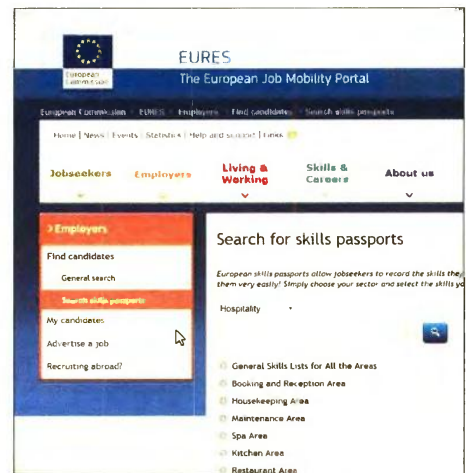 European
Commission
EURES
The European Job Mobility Portal
European Commission > EURES > Employers > Find candidates > Search skills passports
Home | News | Events | Statistics | Help and support | Links
Jobseekers
Employers
Living &
Working
Skills &
Careers
About us
> Employers
Find candidates
General search
Search skills passports
My candidates
Advertise a job
Recruiting abroad?
Search for skills passports
European skills passports allow jobseekers to record the skills they
them very easily! Simply choose your sector and select the skills yo
Hospitality
General Skills Lists for All the Areas
Booking and Reception Area
Housekeeping Area
Maintenance Area
Spa Area
Kitchen Area
Restaurant Area